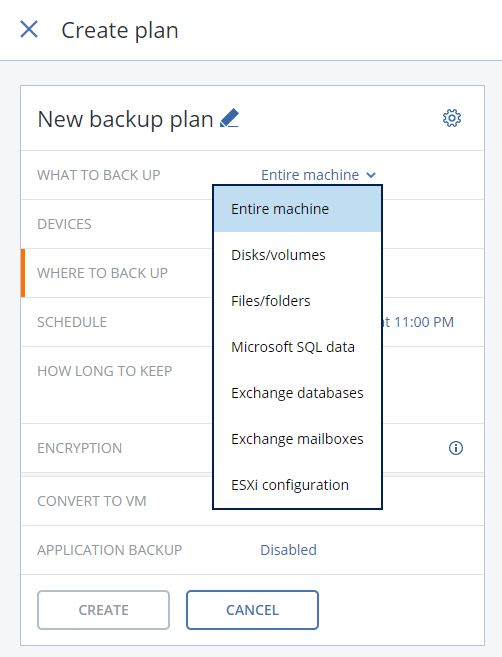 Create plan
New backup plan
WHAT TO BACK UP Entire machine
Entire machine
DEVICES
Disks/volumes
WHERE TO BACK UP
Files/folders
SCHEDULE at 11:00 PM
Microsoft SQL data
HOW LONG TO KEEP
Exchange databases
Exchange mailboxes
ENCRYPTION
ESXi configuration
CONVERT TO VM
APPLICATION BACKUP Disabled
CREATE CANCEL